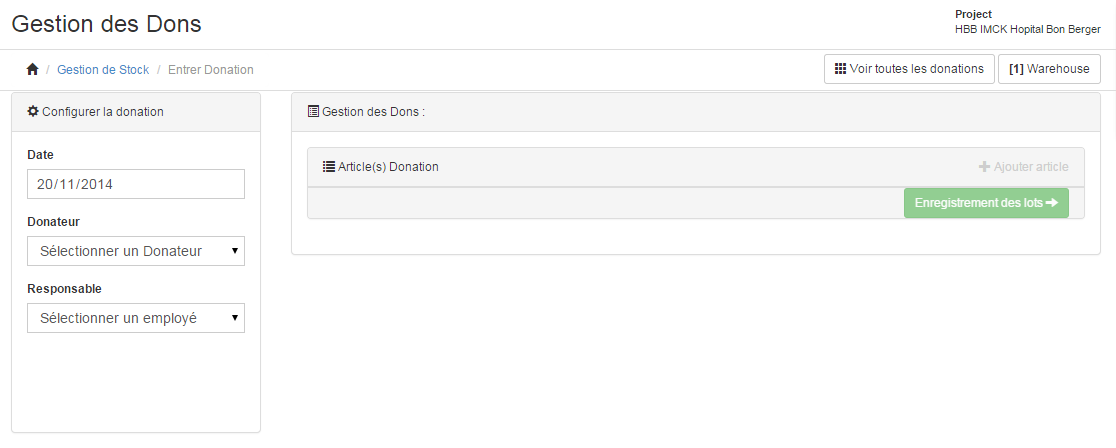 Gestion des Dons
Project
HBB IMCK Hopital Bon Berger
/ Gestion de Stock / Entrer Donation
Voir toutes les donations
[1] Warehouse
Configurer la donation
Date
20/11/2014
Donateur
Sélectionner un Donateur
Responsable
Sélectionner un employé
Gestion des Dons :
Article(s) Donation
Ajouter article
Enregistrement des lots